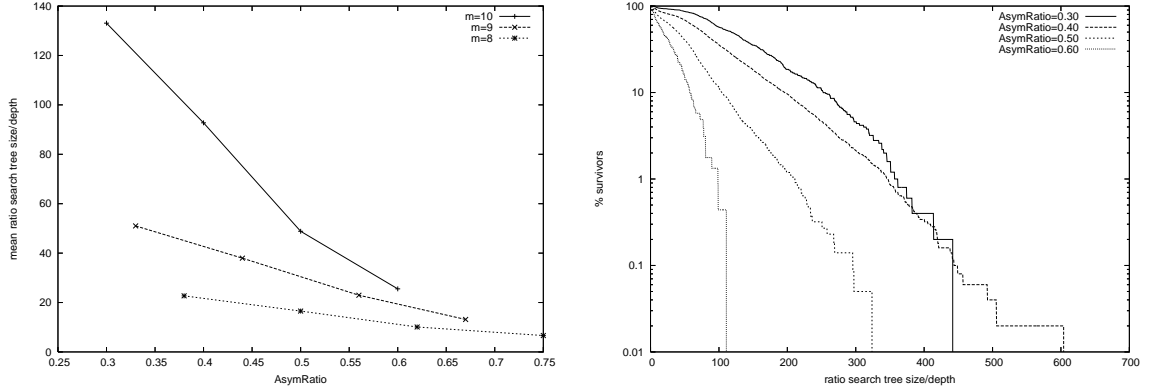 mean ratio search tree size/depth
140
120
100
80
60
40
20
0
0.25
0.3
0.35
0.4
0.45
0.5
0.55
0.6
0.65
0.7
0.75
AsymRatio
m=10
m=9
m=8
% survivors
100
10
1
0.1
0.01
0
100
200
300
400
500
600
700
ratio search tree size/depth
AsymRatio=0.30
AsymRatio=0.40
AsymRatio=0.50
AsymRatio=0.60